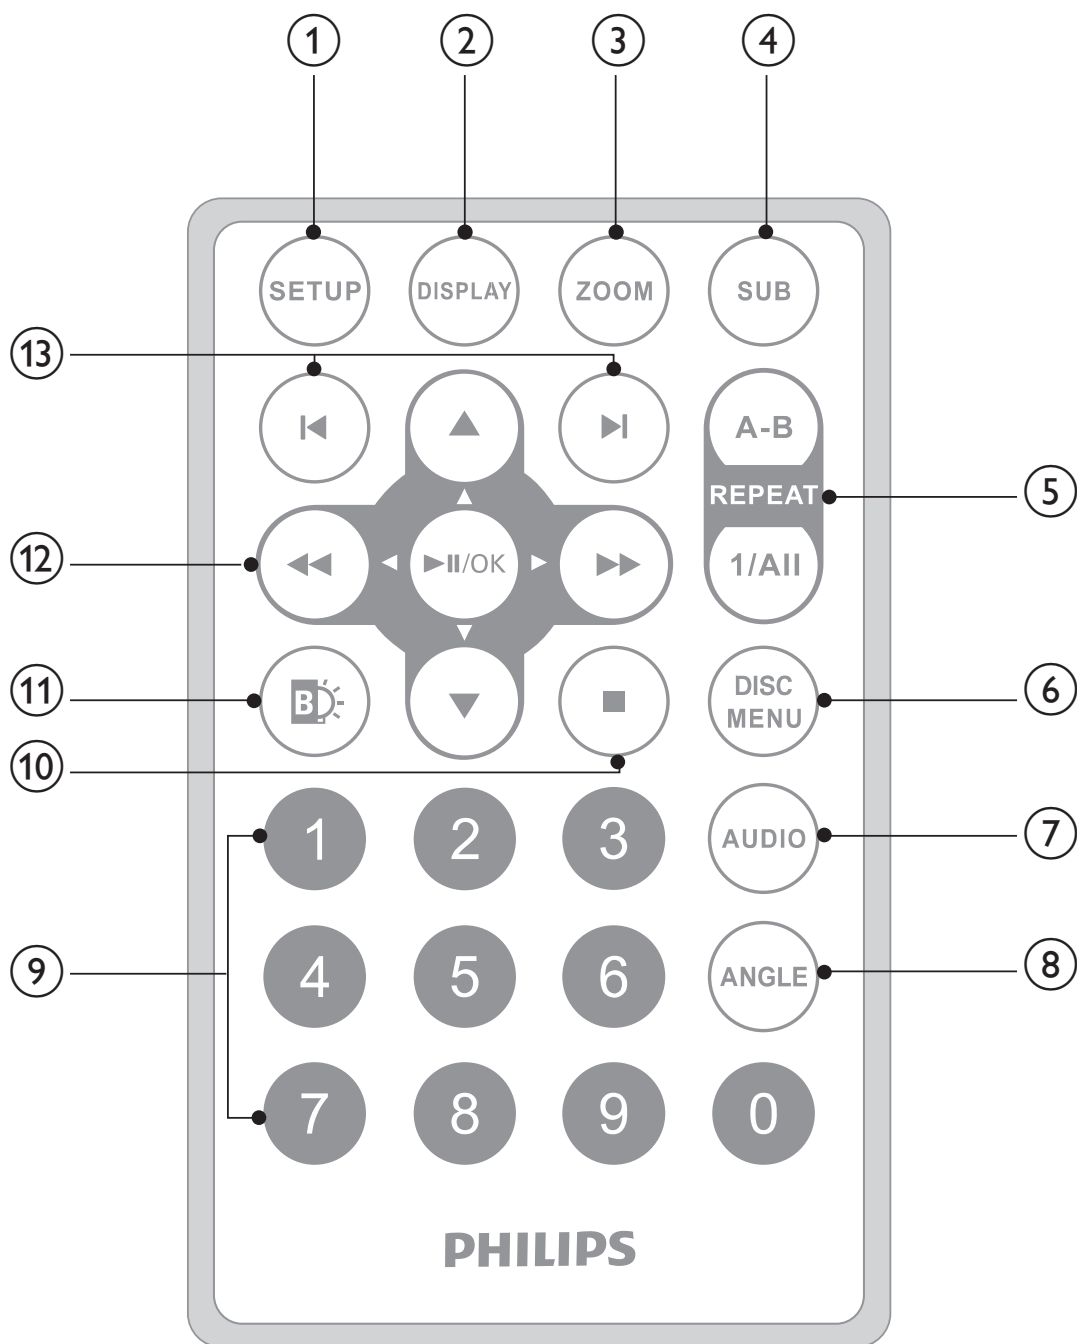 1 2 3 4
SETUP DISPLAY ZOOM SUB
13
A-B
REPEAT
5
12
/OK
1/All
11
B
DISC
MENU
6
10
1 2 3
AUDIO
7
9
4 5 6
ANGLE
8
7 8 9 0
PHILIPS